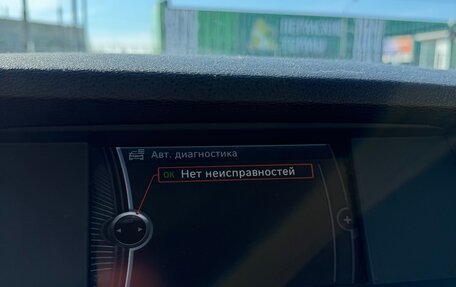 Авт. диагностика
OK Нет неисправностей